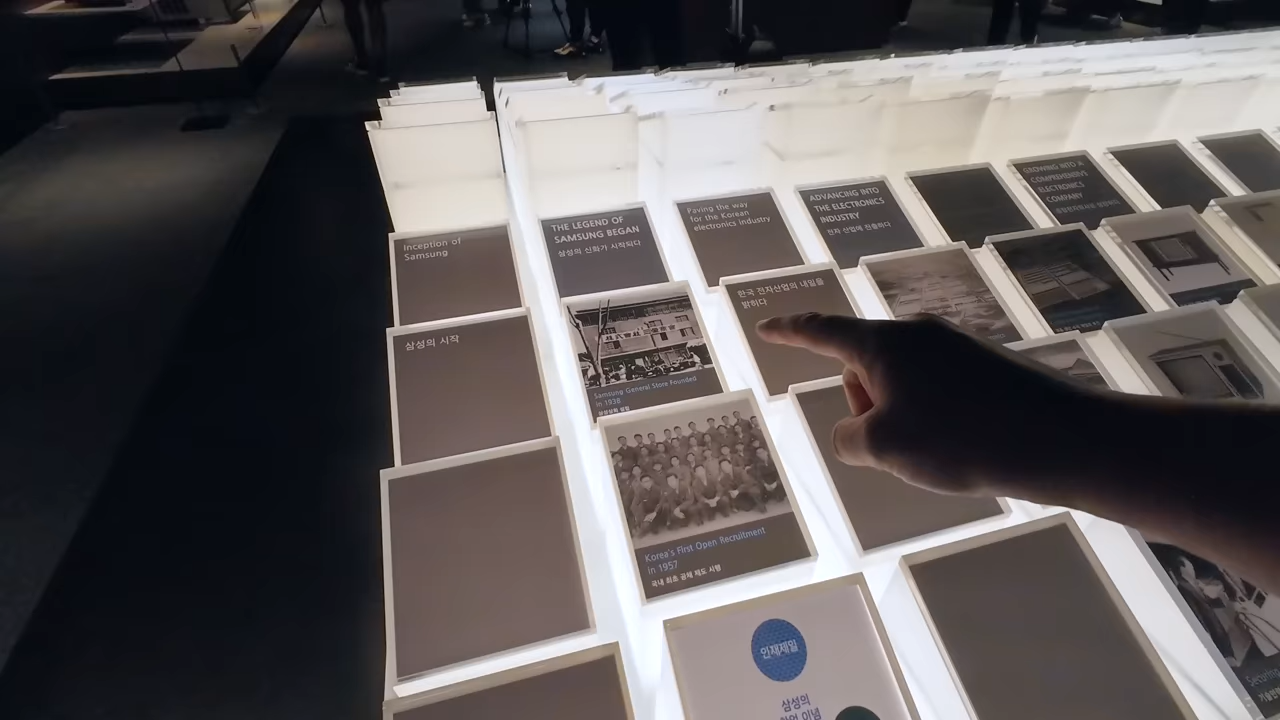 Inception of
Samsung
THE LEGEND OF
SAMSUNG BEGAN
삼성의 신화가 시작되다
Paving the way
for the Korean
electronics industry
ADVANCING INTO
THE ELECTRONICS
INDUSTRY
전자 산업에 진출하다
GROWING INTO A
COMPREHENSIVE
ELECTRONICS
COMPANY
삼성의 시작
Samsung General Store Founded
in 1938
한국 전자산업의 내일을
밝히다
Korea's First Open Recruitment
in 1957
국내 최초 공채 제도 시행
인재제일
삼성의
이념
Securing